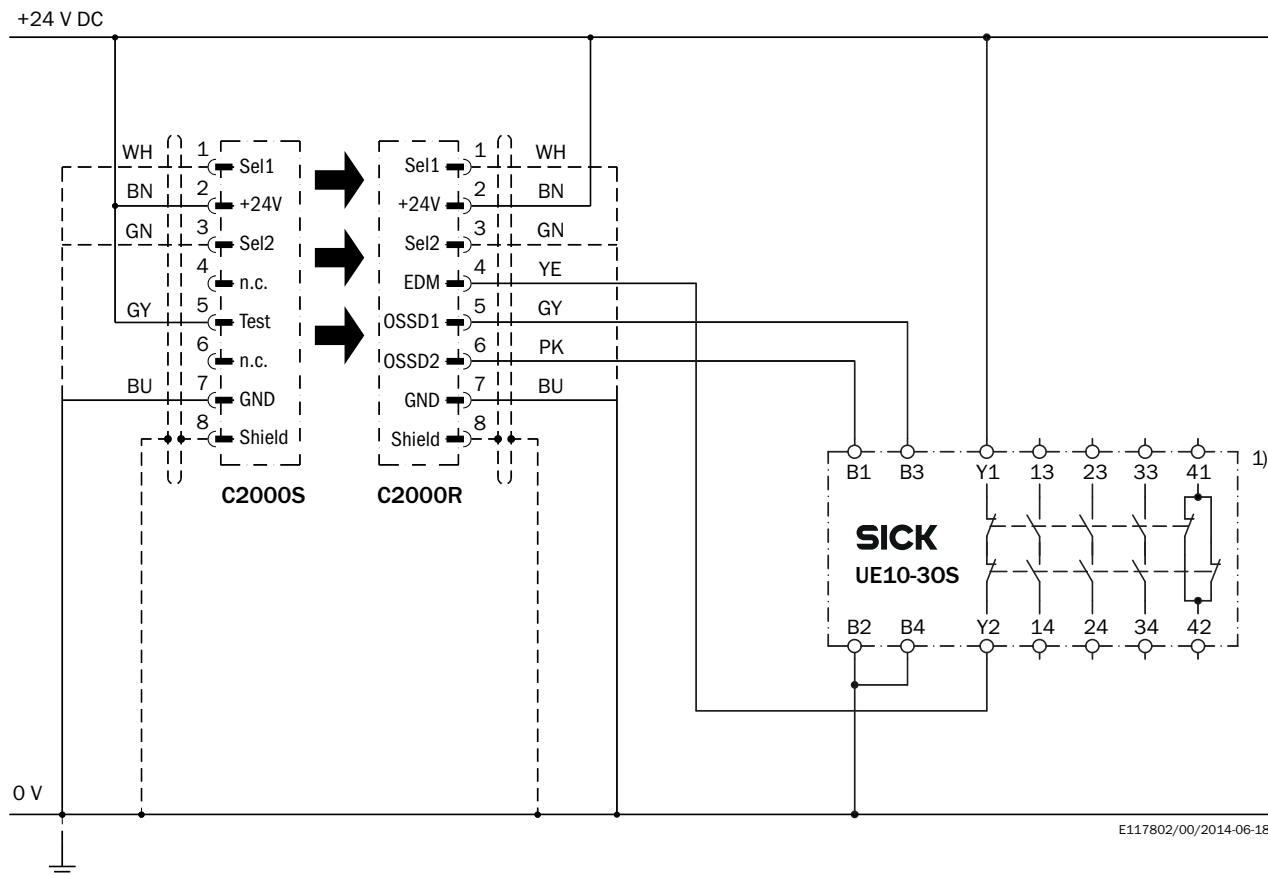 +24 V DC
WH 1 Sel1
BN 2 +24V
GN 3 Sel2
4 n.c.
GY 5 Test
6 n.c.
BU 7 GND
8 Shield
C2000S
Sel1 1 WH
+24V 2 BN
Sel2 3 GN
EDM 4 YE
OSSD1 5 GY
OSSD2 6 PK
GND 7 BU
Shield 8
C2000R
B1 B3 Y1 13 23 33 41 1)
SICK
UE10-30S
B2 B4 Y2 14 24 34 42
0 V
E117802/00/2014-06-18